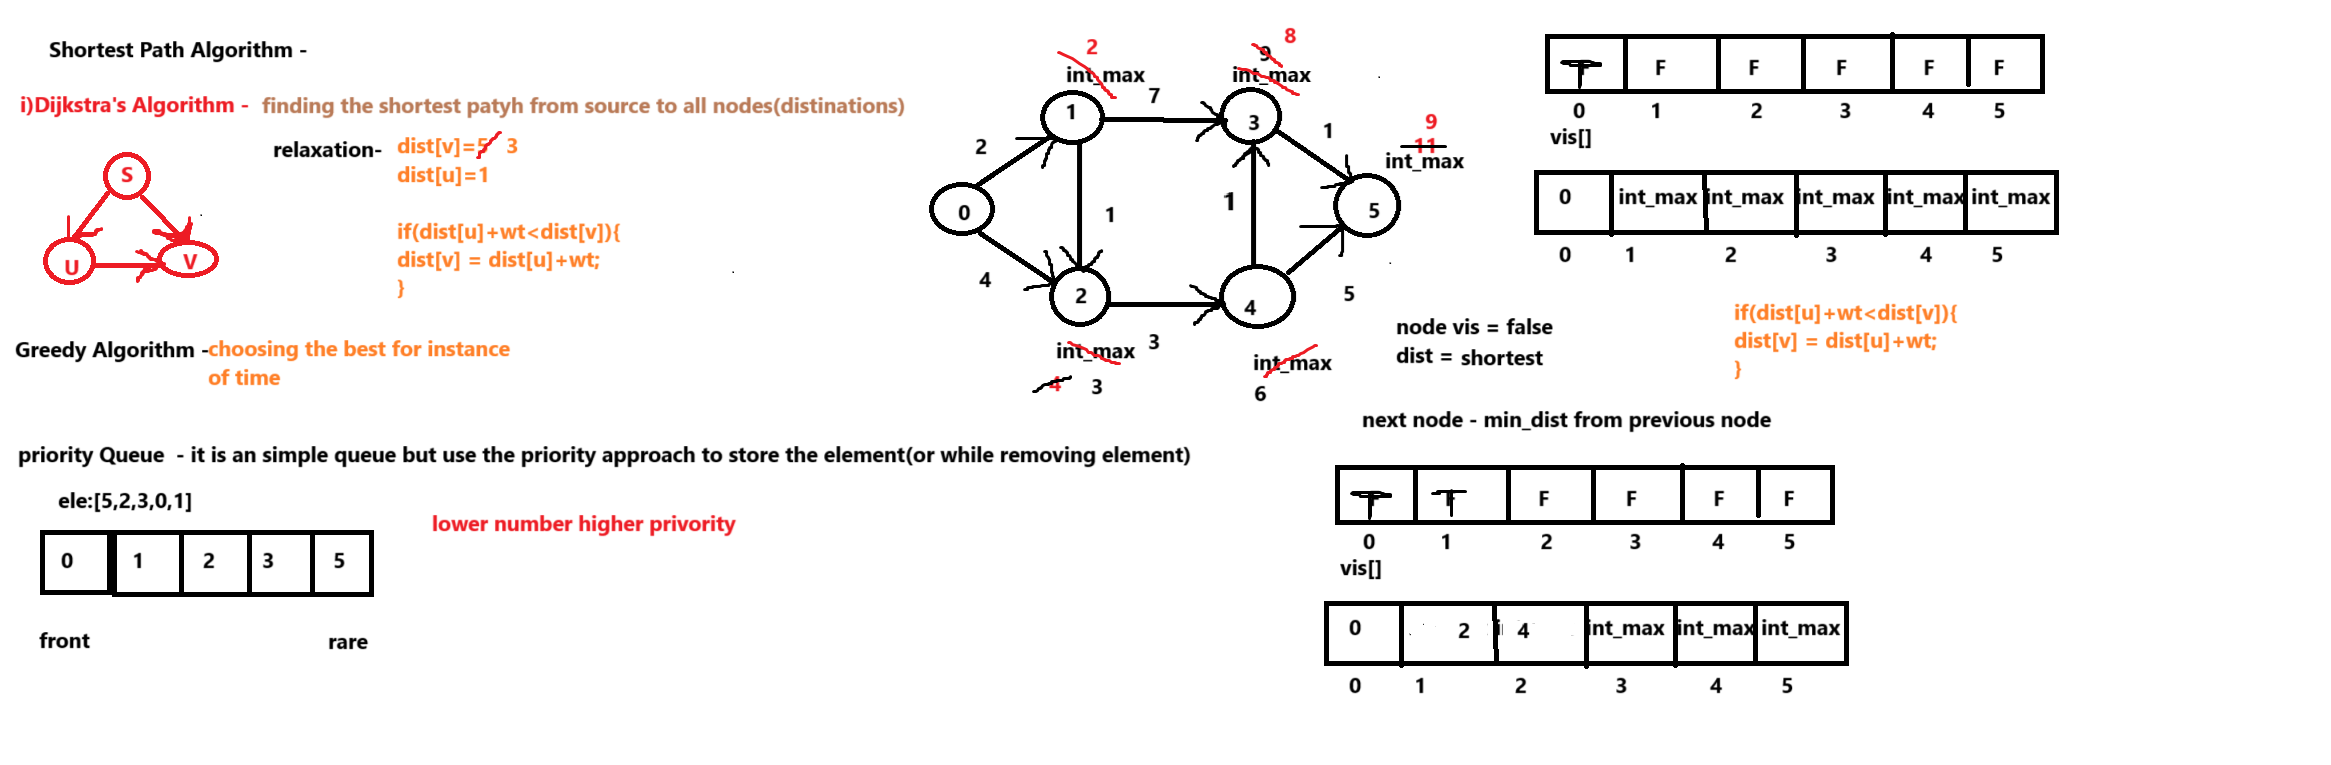 Shortest Path Algorithm -
i)Dijkstra's Algorithm - finding the shortest patyh from source to all nodes(distinations)
relaxation- dist[v]=5 3
dist[u]=1
S
U
V
if(dist[u]+wt<dist[v]){
dist[v] = dist[u]+wt;
}
Greedy Algorithm -choosing the best for instance
of time
priority Queue - it is an simple queue but use the priority approach to store the element(or while removing element)
ele:[5,2,3,0,1]
lower number higher privority
0 1 2 3 5
front rare
2
int_max
9 8
int_max
7
1
3
1
9
11
int_max
2
0
1
1
5
4
2
4
5
3
int_max
4 3
int_max
6
T F F F F F
0 1 2 3 4 5
vis[]
0 int_max int_max int_max int_max int_max
0 1 2 3 4 5
node vis = false
dist = shortest
if(dist[u]+wt<dist[v]){
dist[v] = dist[u]+wt;
}
next node - min_dist from previous node
T T F F F F
0 1 2 3 4 5
vis[]
0 2 4 int_max int_max int_max
0 1 2 3 4 5